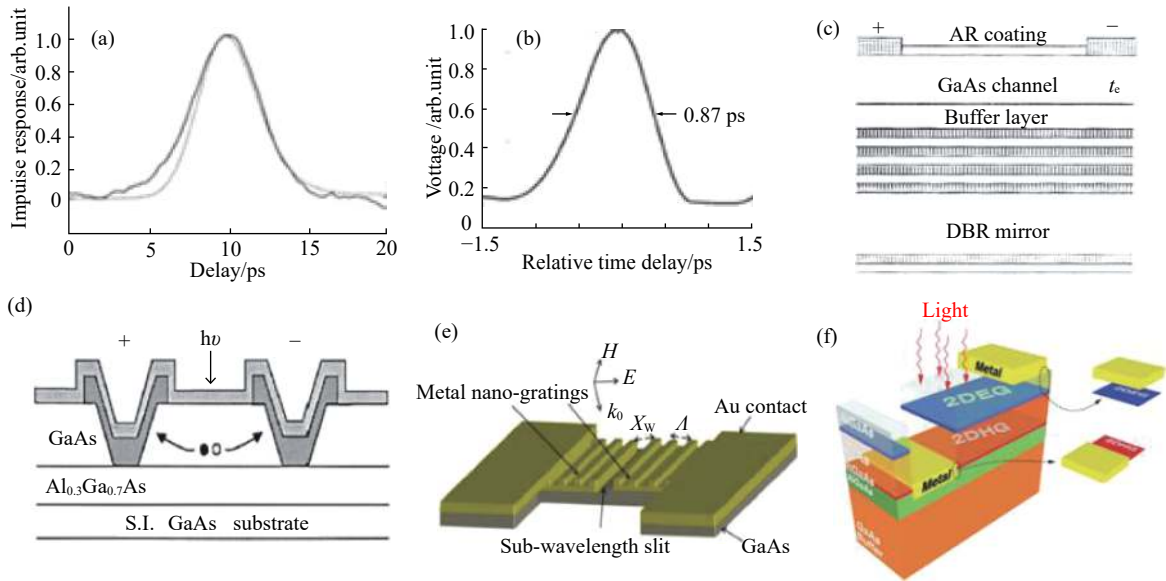 (a)
Impuise response/arb.unit
1.0
0.8
0.6
0.4
0.2
0
0
5
10
15
20
Delay/ps
(b)
Vottage /arb.unit
1.0
0.8
0.6
0.4
0.2
0
0.87 ps
−1.5
1.5
Relative time delay/ps
(c)
+
AR coating
−
GaAs channel
te
Buffer layer
DBR mirror
(d)
+
hυ
−
GaAs
Al0.3Ga0.7As
S.I. GaAs substrate
(e)
H
E
k0
Metal nano-gratings
XW
Λ
Au contact
Sub-wavelength slit
GaAs
(f)
Light
Metal
2DEG
2DHG
Metal
GaAs